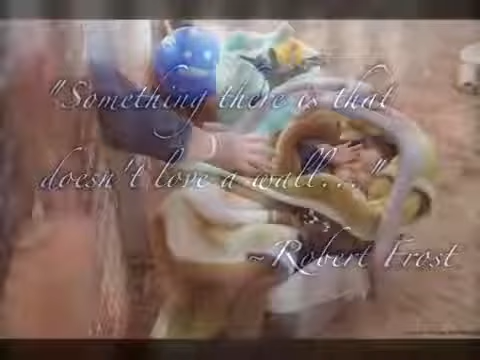 "Something there is that
doesn't love a wall..."
~Robert Frost